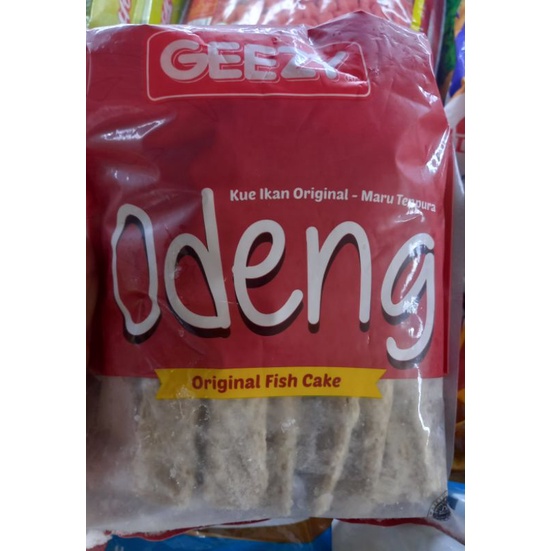 GEEZY
Kue Ikan Original - Maru Tempura
Odeng
Original Fish Cake